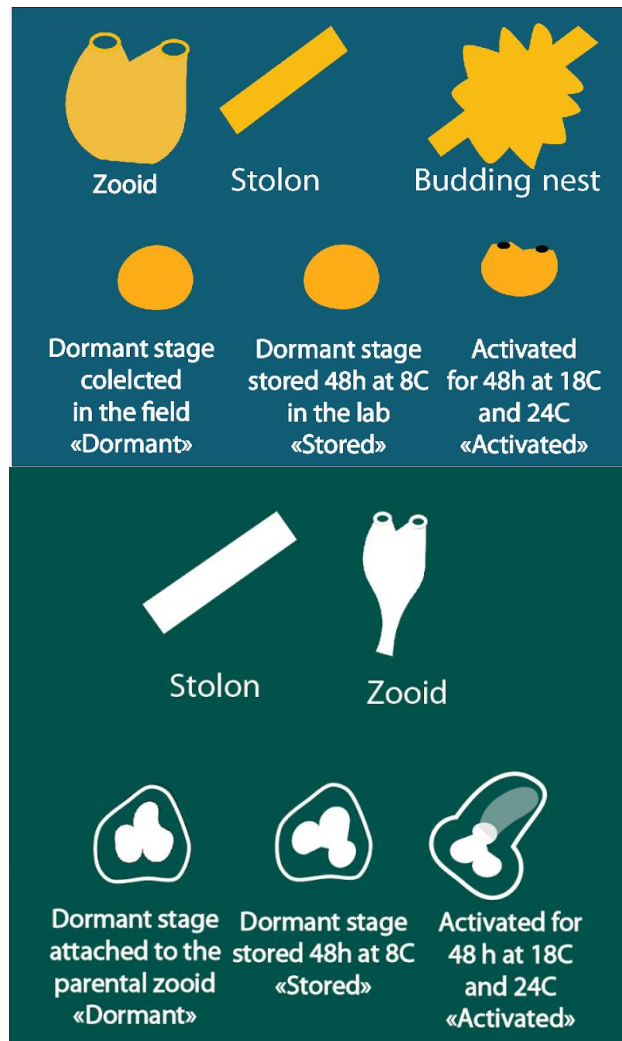 Zooid
Stolon
Budding nest
Dormant stage
colelcted
in the field
«Dormant»
Dormant stage
stored 48h at 8C
in the lab
«Stored»
Activated
for 48h at 18C
and 24C
«Activated»
Stolon
Zooid
Dormant stage
attached to the
parental zooid
«Dormant»
Dormant stage
stored 48h at 8C
«Stored»
Activated for
48 h at 18C
and 24C
«Activated»